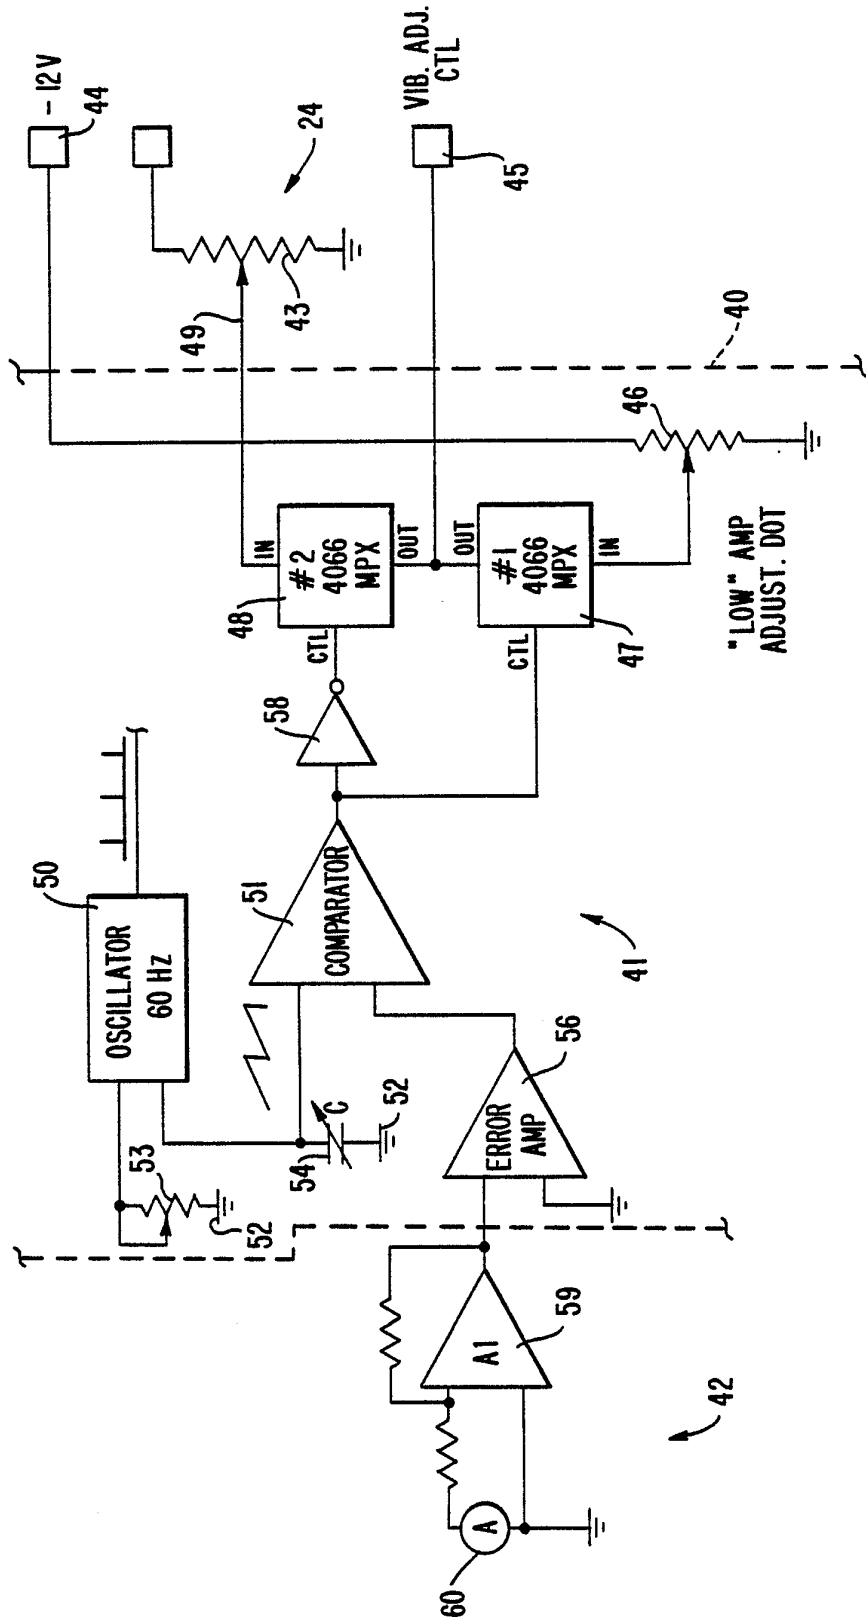 -12V
44
24
VIB. ADJ.
CTL
45
43
49
40
46
IN
#2
4066
MPX
OUT
48
CTL
OUT
#1
4066
MPX
IN
47
CTL
"LOW" AMP
ADJUST. DOT
58
50
OSCILLATOR
60 HZ
51
COMPARATOR
41
53
52
54
C
52
56
ERROR
AMP
A1
59
42
A
60